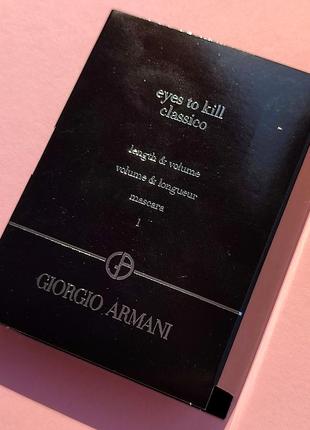 eyes to kill
classico
length & volume
volume & longueur
mascara
1
GIORGIO ARMANI